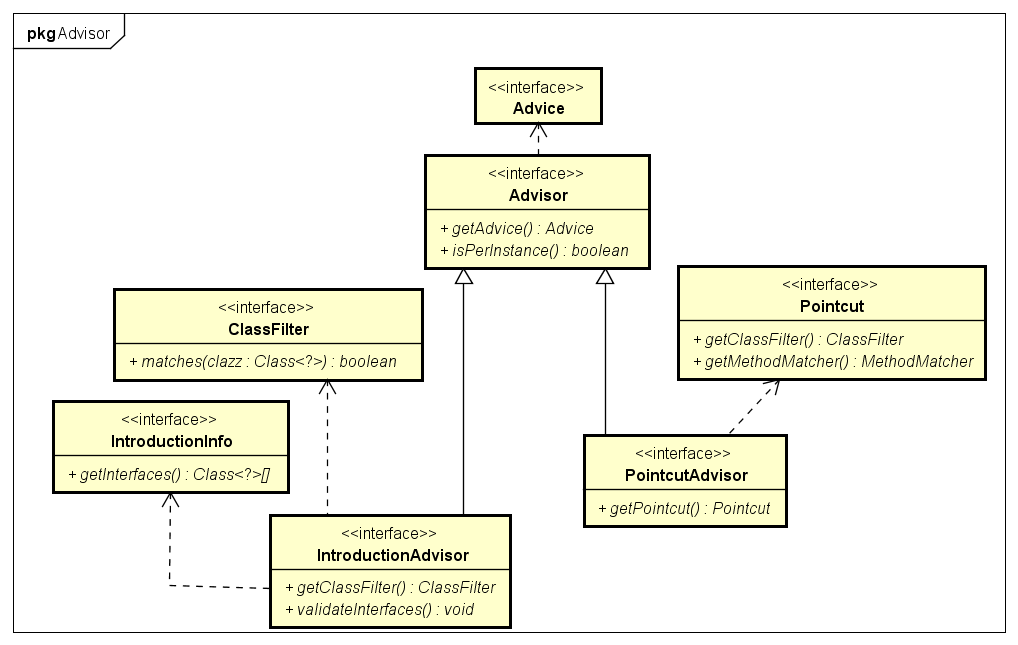 pkg Advisor
<<interface>>
Advice
<<interface>>
Advisor
+ getAdvice() : Advice
+ isPerInstance() : boolean
<<interface>>
Pointcut
+ getClassFilter() : ClassFilter
+ getMethodMatcher() : MethodMatcher
<<interface>>
ClassFilter
+ matches(clazz : Class<?>) : boolean
<<interface>>
IntroductionInfo
+ getInterfaces() : Class<?>[]
<<interface>>
PointcutAdvisor
+ getPointcut() : Pointcut
<<interface>>
IntroductionAdvisor
+ getClassFilter() : ClassFilter
+ validateInterfaces() : void